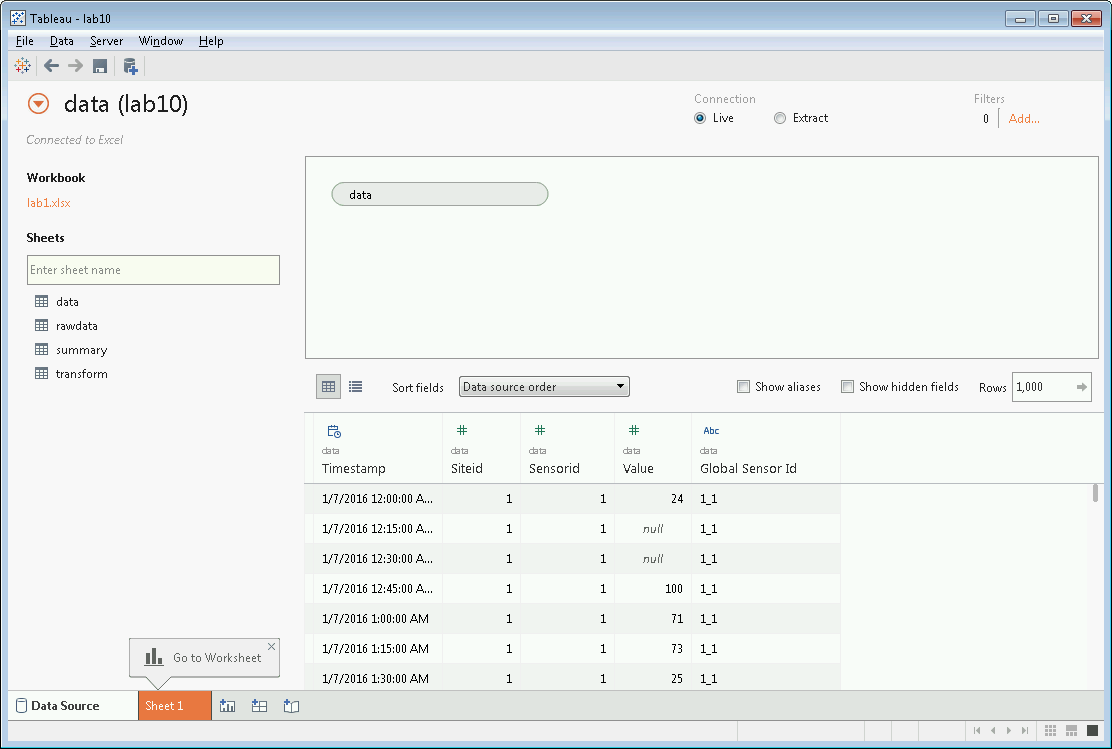 Tableau - lab10
File Data Server Window Help
data (lab10)
Connected to Excel
Connection
Live Extract
Filters
0 Add...
Workbook
lab1.xlsx
Sheets
Enter sheet name
data
rawdata
summary
transform
data
Sort fields Data source order Show aliases Show hidden fields Rows 1,000
# # # Abc
data data data data data
Timestamp Siteid Sensorid Value Global Sensor Id
1/7/2016 12:00:00 A... 1 1 24 1_1
1/7/2016 12:15:00 A... 1 1 null 1_1
1/7/2016 12:30:00 A... 1 1 null 1_1
1/7/2016 12:45:00 A... 1 1 100 1_1
1/7/2016 1:00:00 AM 1 1 71 1_1
1/7/2016 1:15:00 AM 1 1 73 1_1
1/7/2016 1:30:00 AM 1 1 25 1_1
Go to Worksheet
Data Source Sheet 1